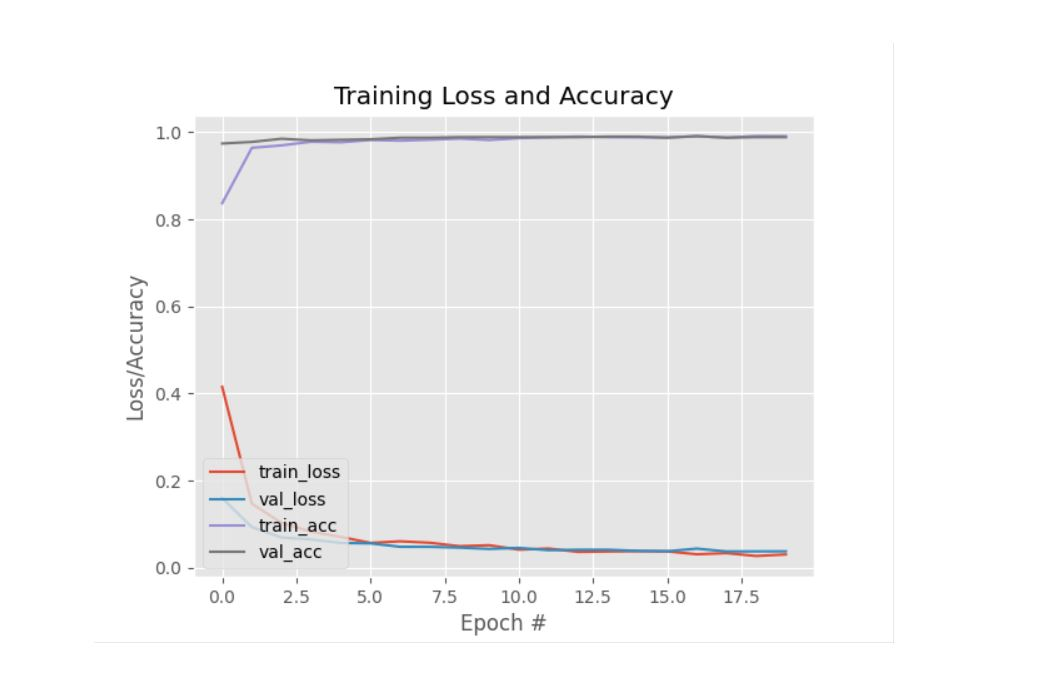 Training Loss and Accuracy
1.0
0.8
0.6
0.4
0.2
0.0
Loss/Accuracy
train_loss
val_loss
train_acc
val_acc
0.0 2.5 5.0 7.5 10.0 12.5 15.0 17.5
Epoch #